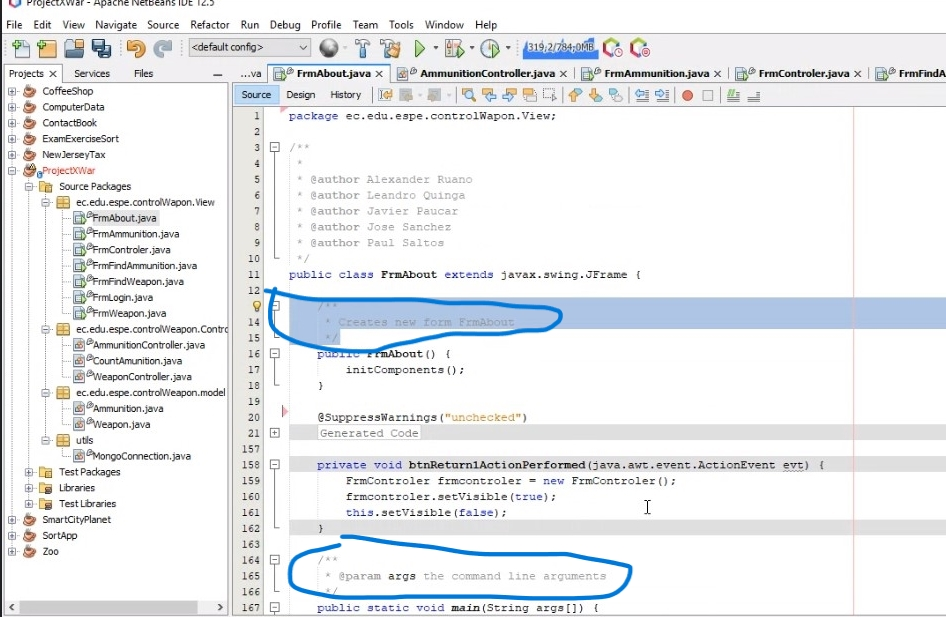 ProjectXWar - Apache NetBeans IDE 12.5
File Edit View Navigate Source Refactor Run Debug Profile Team Tools Window Help
<default config> 319,2/784,0MB
Projects Services Files ...va FrmAbout.java AmmunitionController.java FrmAmmunition.java FrmControler.java FrmFindA
Source Design History
CoffeeShop
ComputerData
ContactBook
ExamExerciseSort
NewJerseyTax
ProjectXWar
Source Packages
ec.edu.espe.controlWapon.View
FrmAbout.java
FrmAmmunition.java
FrmControler.java
FrmFindAmmunition.java
FrmFindWeapon.java
FrmLogin.java
FrmWeapon.java
ec.edu.espe.controlWeapon.Contro
AmmunitionController.java
CountAmunition.java
WeaponController.java
ec.edu.espe.controlWeapon.model
Ammunition.java
Weapon.java
utils
MongoConnection.java
Test Packages
Libraries
Test Libraries
SmartCityPlanet
SortApp
Zoo
1 package ec.edu.espe.controlWapon.View;
2
3 /**
4 *
5 * @author Alexander Ruano
6 * @author Leandro Quinga
7 * @author Javier Paucar
8 * @author Jose Sanchez
9 * @author Paul Saltos
10 */
11 public class FrmAbout extends javax.swing.JFrame {
12
/**
14 * Creates new form FrmAbout
15 */
16 public FrmAbout() {
17 initComponents();
18 }
19
20 @SuppressWarnings("unchecked")
21 Generated Code
157
158 private void btnReturn1ActionPerformed(java.awt.event.ActionEvent evt) {
159 FrmControler frmcontroler = new FrmControler();
160 frmcontroler.setVisible(true);
161 this.setVisible(false);
162 }
163
164 /**
165 * @param args the command line arguments
166 */
167 public static void main(String args[]) {